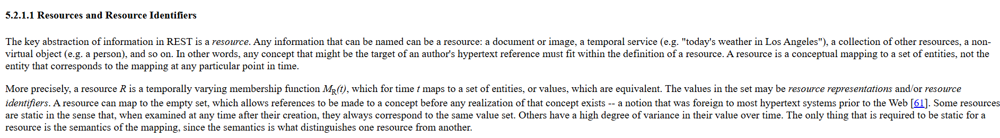 5.2.1.1 Resources and Resource Identifiers
The key abstraction of information in REST is a resource. Any information that can be named can be a resource: a document or image, a temporal service (e.g. "today's weather in Los Angeles"), a collection of other resources, a non-
virtual object (e.g. a person), and so on. In other words, any concept that might be the target of an author's hypertext reference must fit within the definition of a resource. A resource is a conceptual mapping to a set of entities, not the
entity that corresponds to the mapping at any particular point in time.
More precisely, a resource R is a temporally varying membership function MR(t), which for time t maps to a set of entities, or values, which are equivalent. The values in the set may be resource representations and/or resource
identifiers. A resource can map to the empty set, which allows references to be made to a concept before any realization of that concept exists -- a notion that was foreign to most hypertext systems prior to the Web [61]. Some resources
are static in the sense that, when examined at any time after their creation, they always correspond to the same value set. Others have a high degree of variance in their value over time. The only thing that is required to be static for a
resource is the semantics of the mapping, since the semantics is what distinguishes one resource from another.